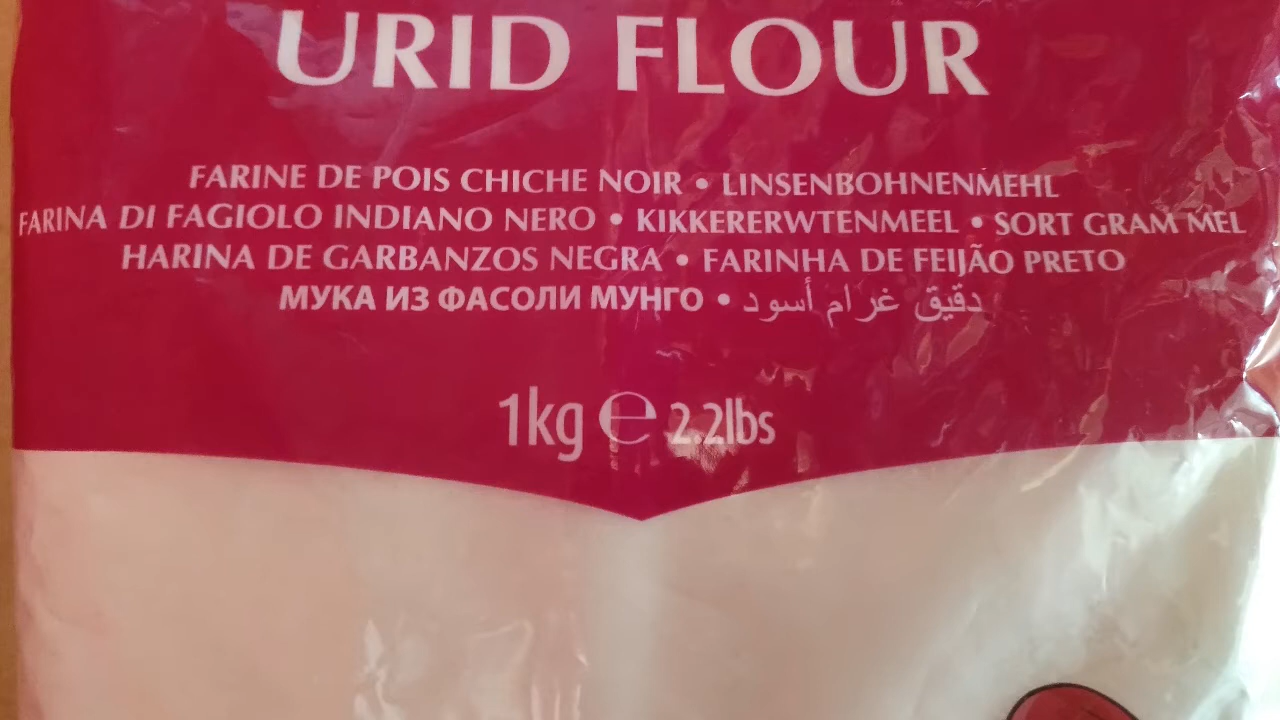 URID FLOUR
FARINE DE POIS CHICHE NOIR • LINSENBOHNENMEHL
FARINA DI FAGIOLO INDIANO NERO • KIKKERERWTENMEEL • SORT GRAM MEL
HARINA DE GARBANZOS NEGRA • FARINHA DE FEIJÃO PRETO
МУКА ИЗ ФАСОЛИ МУНГО • دقيق غرام أسود
1kg ℮ 2.2lbs